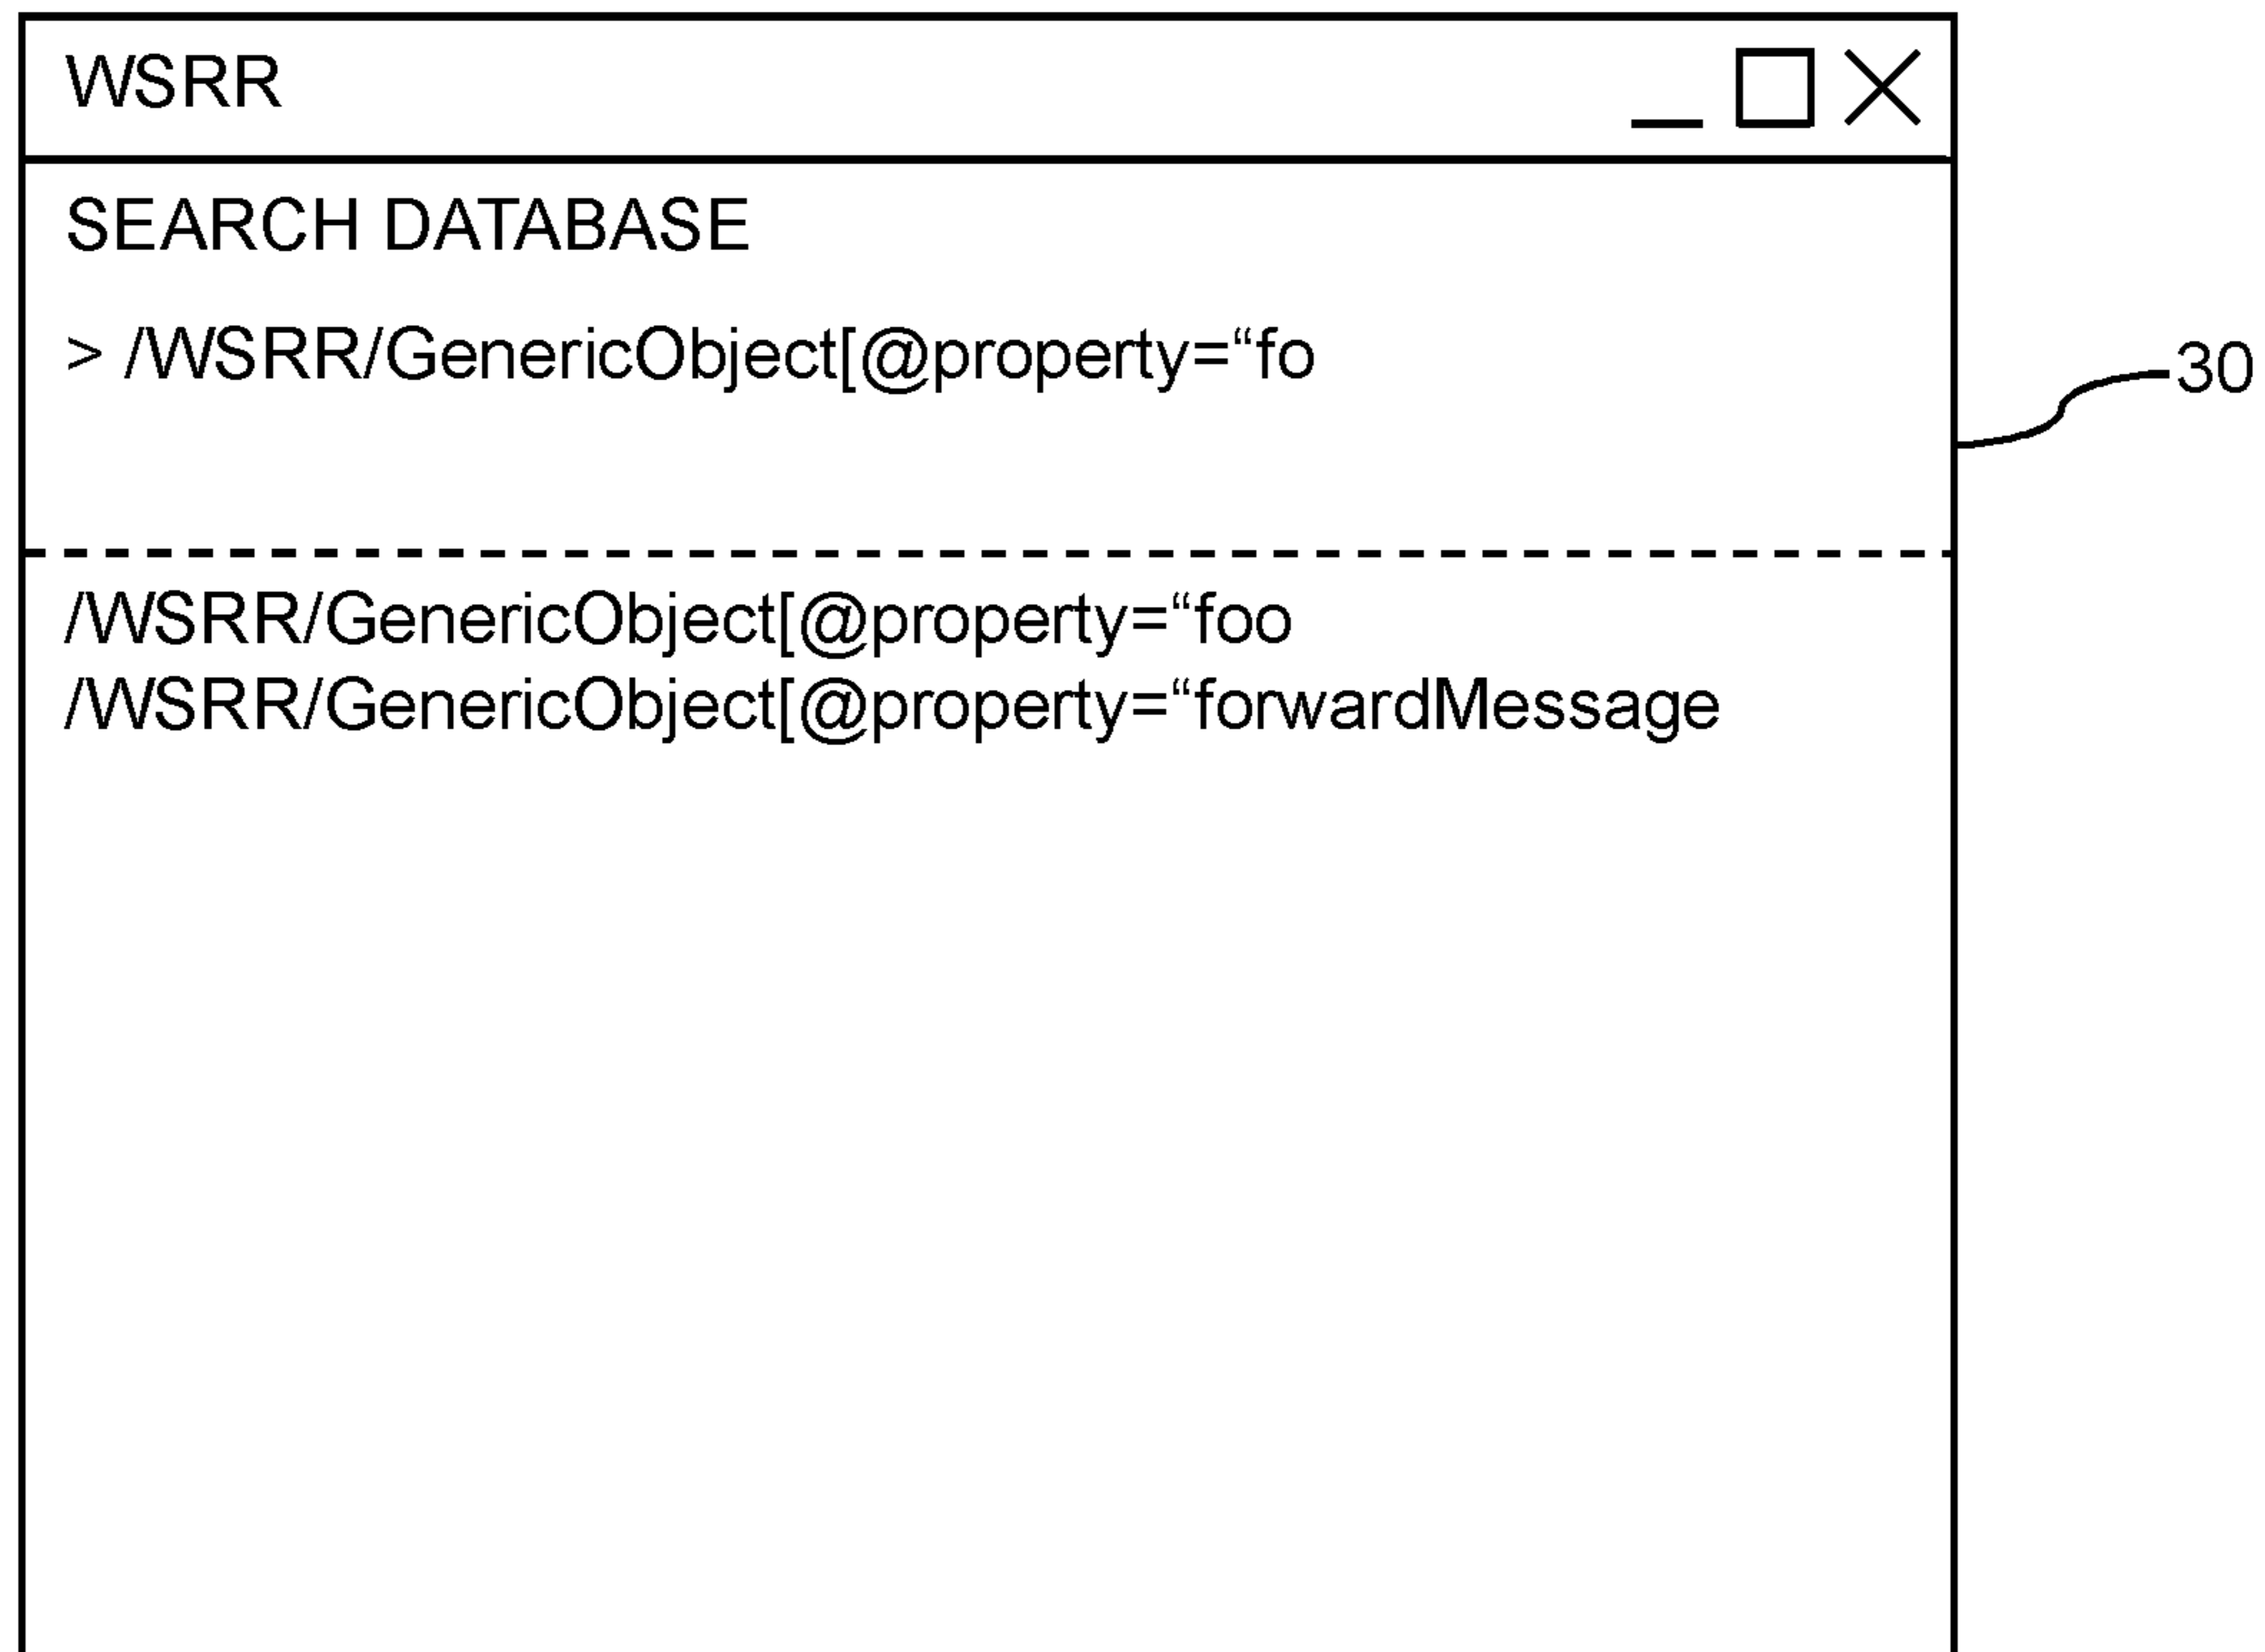 WSRR
SEARCH DATABASE
> /WSRR/GenericObject[@property=“fo
30
/WSRR/GenericObject[@property=“foo
/WSRR/GenericObject[@property=“forwardMessage